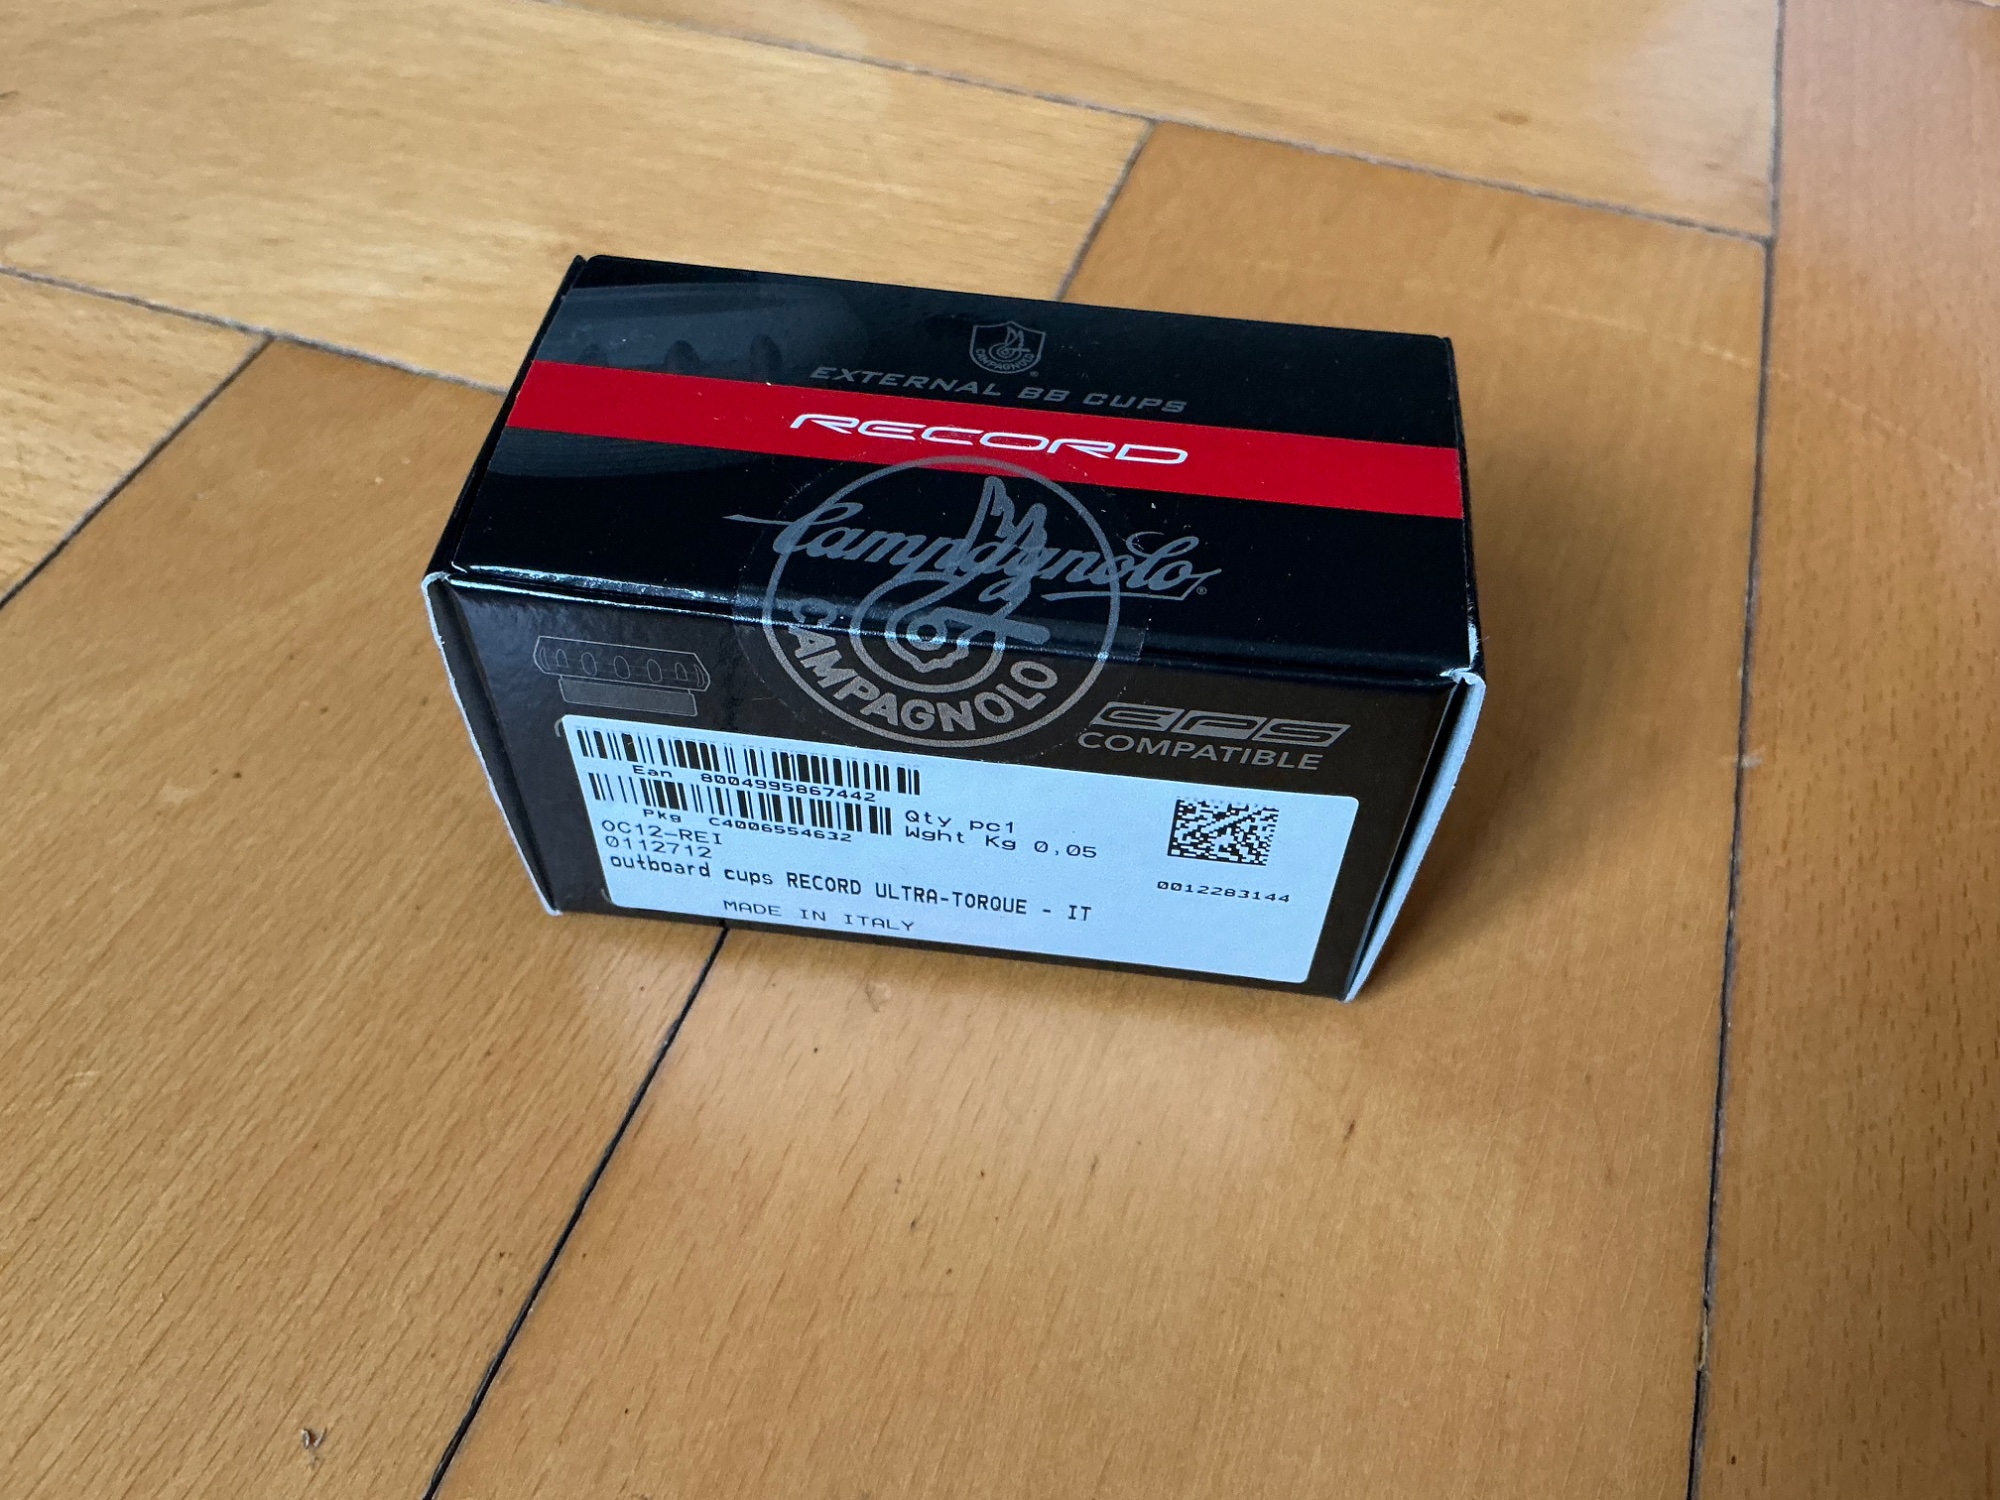 CAMPAGNOLO
EXTERNAL BB CUPS
RECORD
Campagnolo®
CAMPAGNOLO
EPS
COMPATIBLE
Ean 8004995867442
Pkg C4006554632
Qty pc1
Wght Kg 0,05
OC12-REI
0112712
outboard cups RECORD ULTRA-TORQUE - IT
0012283144
MADE IN ITALY